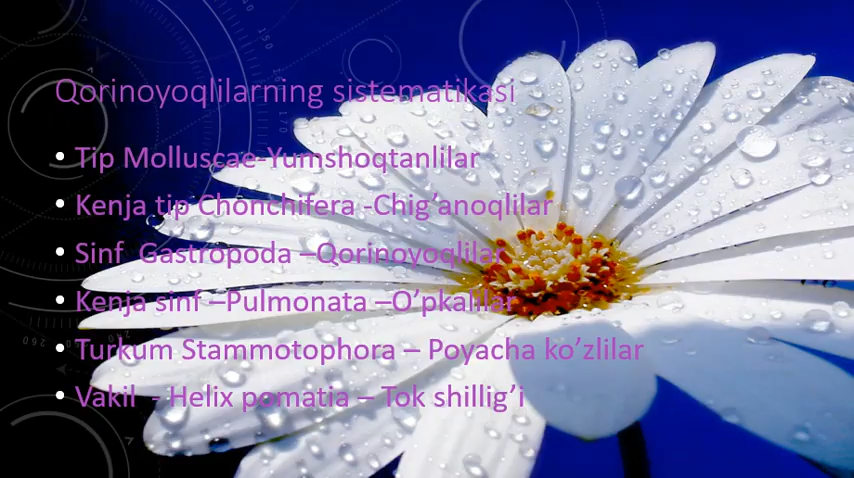 Qorinoyoqlilarning sistematikasi
• Tip Molluscae-Yumshoqtanlilar
• Kenja tip Chonchifera -Chig’anoqlilar
• Sinf Gastropoda –Qorinoyoqlilar
• Kenja sinf –Pulmonata –O’pkalilar
• Turkum Stammotophora – Poyacha ko’zlilar
• Vakil - Helix pomatia – Tok shillig’i